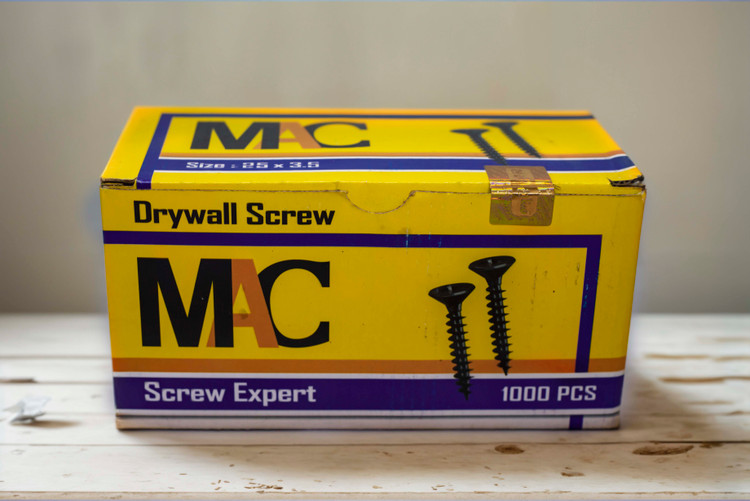 MAC
Size : 25 x 3.5
Drywall Screw
MAC
Screw Expert
1000 PCS